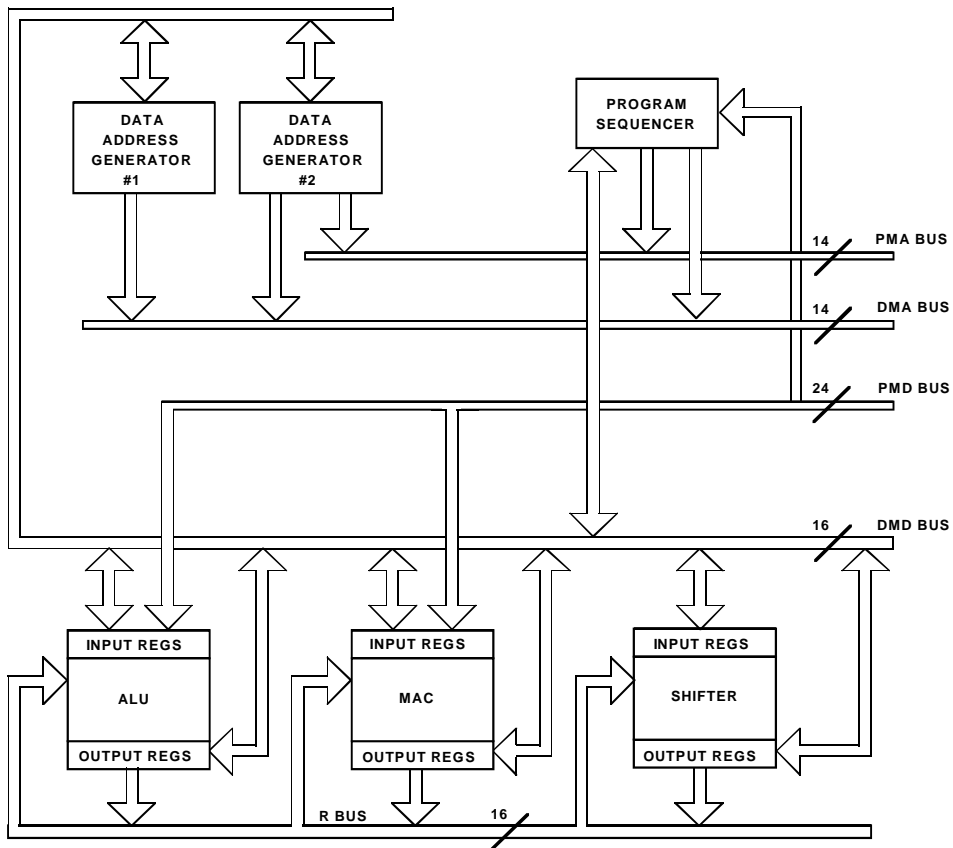 DATA
ADDRESS
GENERATOR
#1
DATA
ADDRESS
GENERATOR
#2
PROGRAM
SEQUENCER
14
PMA BUS
14
DMA BUS
24
PMD BUS
16
DMD BUS
INPUT REGS
ALU
OUTPUT REGS
INPUT REGS
MAC
OUTPUT REGS
INPUT REGS
SHIFTER
OUTPUT REGS
R BUS
16